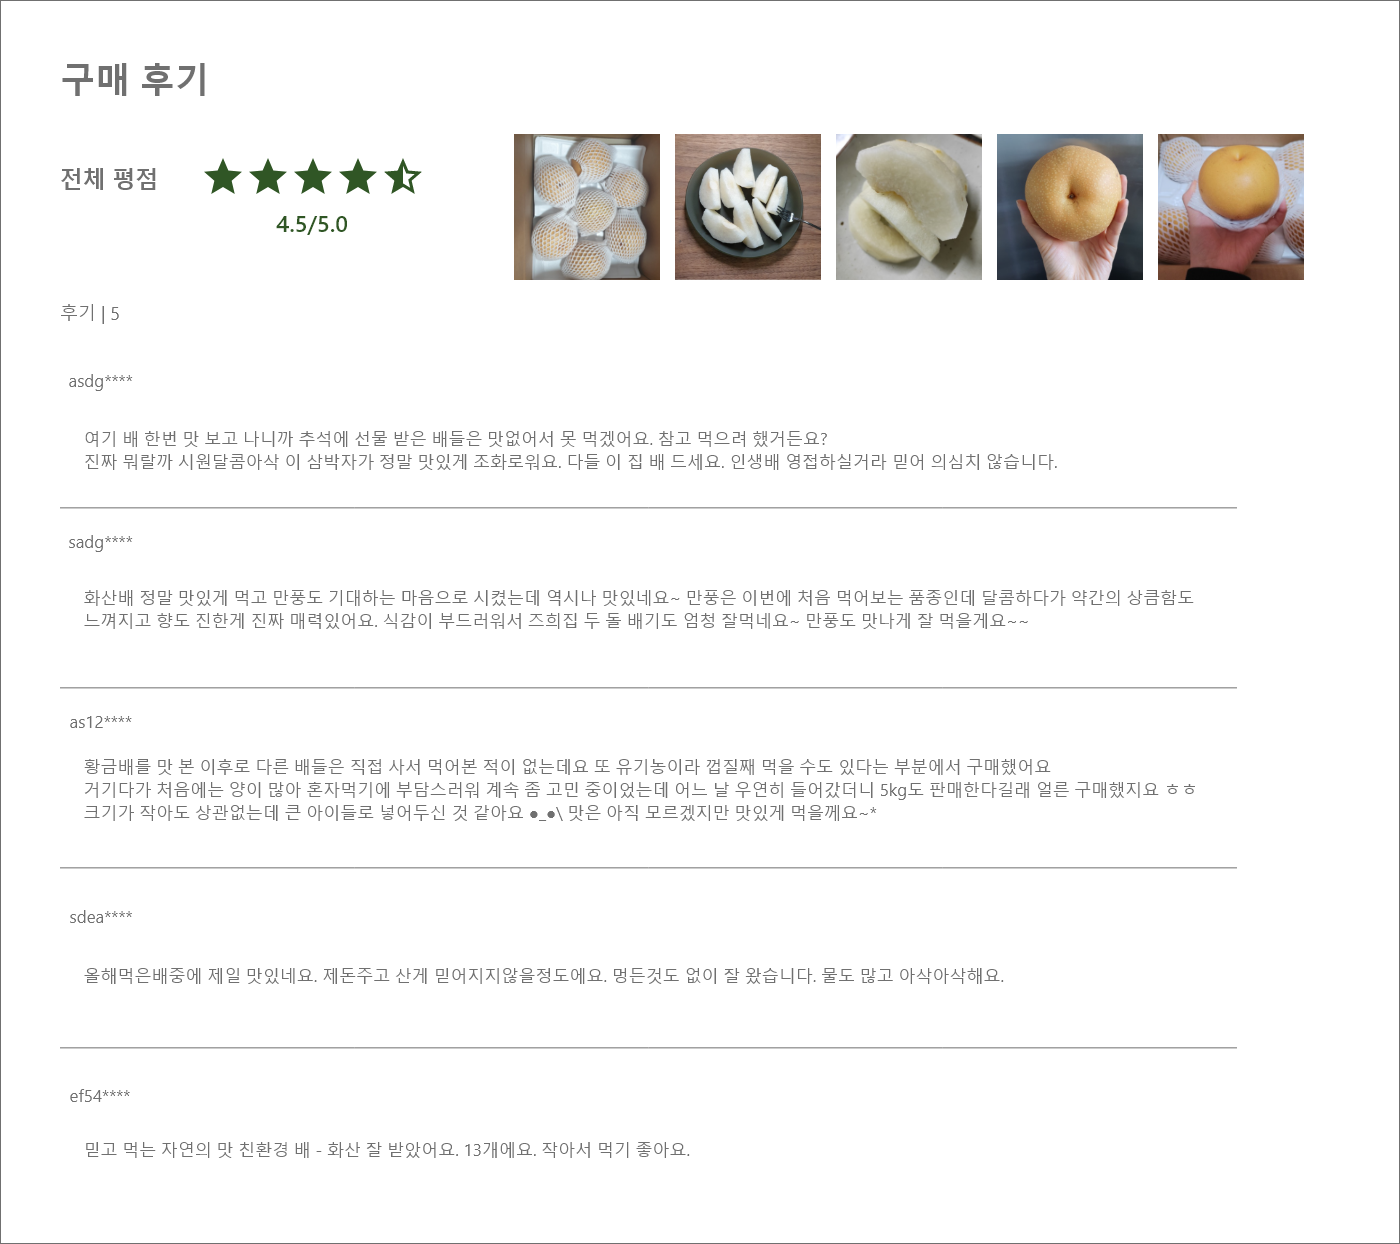 구매 후기
전체 평점
4.5/5.0
후기 | 5
asdg****
여기 배 한번 맛 보고 나니까 추석에 선물 받은 배들은 맛없어서 못 먹겠어요. 참고 먹으려 했거든요?
진짜 뭐랄까 시원달콤아삭 이 삼박자가 정말 맛있게 조화로워요. 다들 이 집 배 드세요. 인생배 영접하실거라 믿어 의심치 않습니다.
sadg****
화산배 정말 맛있게 먹고 만풍도 기대하는 마음으로 시켰는데 역시나 맛있네요~ 만풍은 이번에 처음 먹어보는 품종인데 달콤하다가 약간의 상큼함도
느껴지고 향도 진한게 진짜 매력있어요. 식감이 부드러워서 즈희집 두 돌 배기도 엄청 잘먹네요~ 만풍도 맛나게 잘 먹을게요~~
as12****
황금배를 맛 본 이후로 다른 배들은 직접 사서 먹어본 적이 없는데요 또 유기농이라 껍질째 먹을 수도 있다는 부분에서 구매했어요
거기다가 처음에는 양이 많아 혼자먹기에 부담스러워 계속 좀 고민 중이었는데 어느 날 우연히 들어갔더니 5kg도 판매한다길래 얼른 구매했지요 ㅎㅎ
크기가 작아도 상관없는데 큰 아이들로 넣어두신 것 같아요 ●_●\ 맛은 아직 모르겠지만 맛있게 먹을께요~*
sdea****
올해먹은배중에 제일 맛있네요. 제돈주고 산게 믿어지지않을정도에요. 멍든것도 없이 잘 왔습니다. 물도 많고 아삭아삭해요.
ef54****
믿고 먹는 자연의 맛 친환경 배 - 화산 잘 받았어요. 13개에요. 작아서 먹기 좋아요.